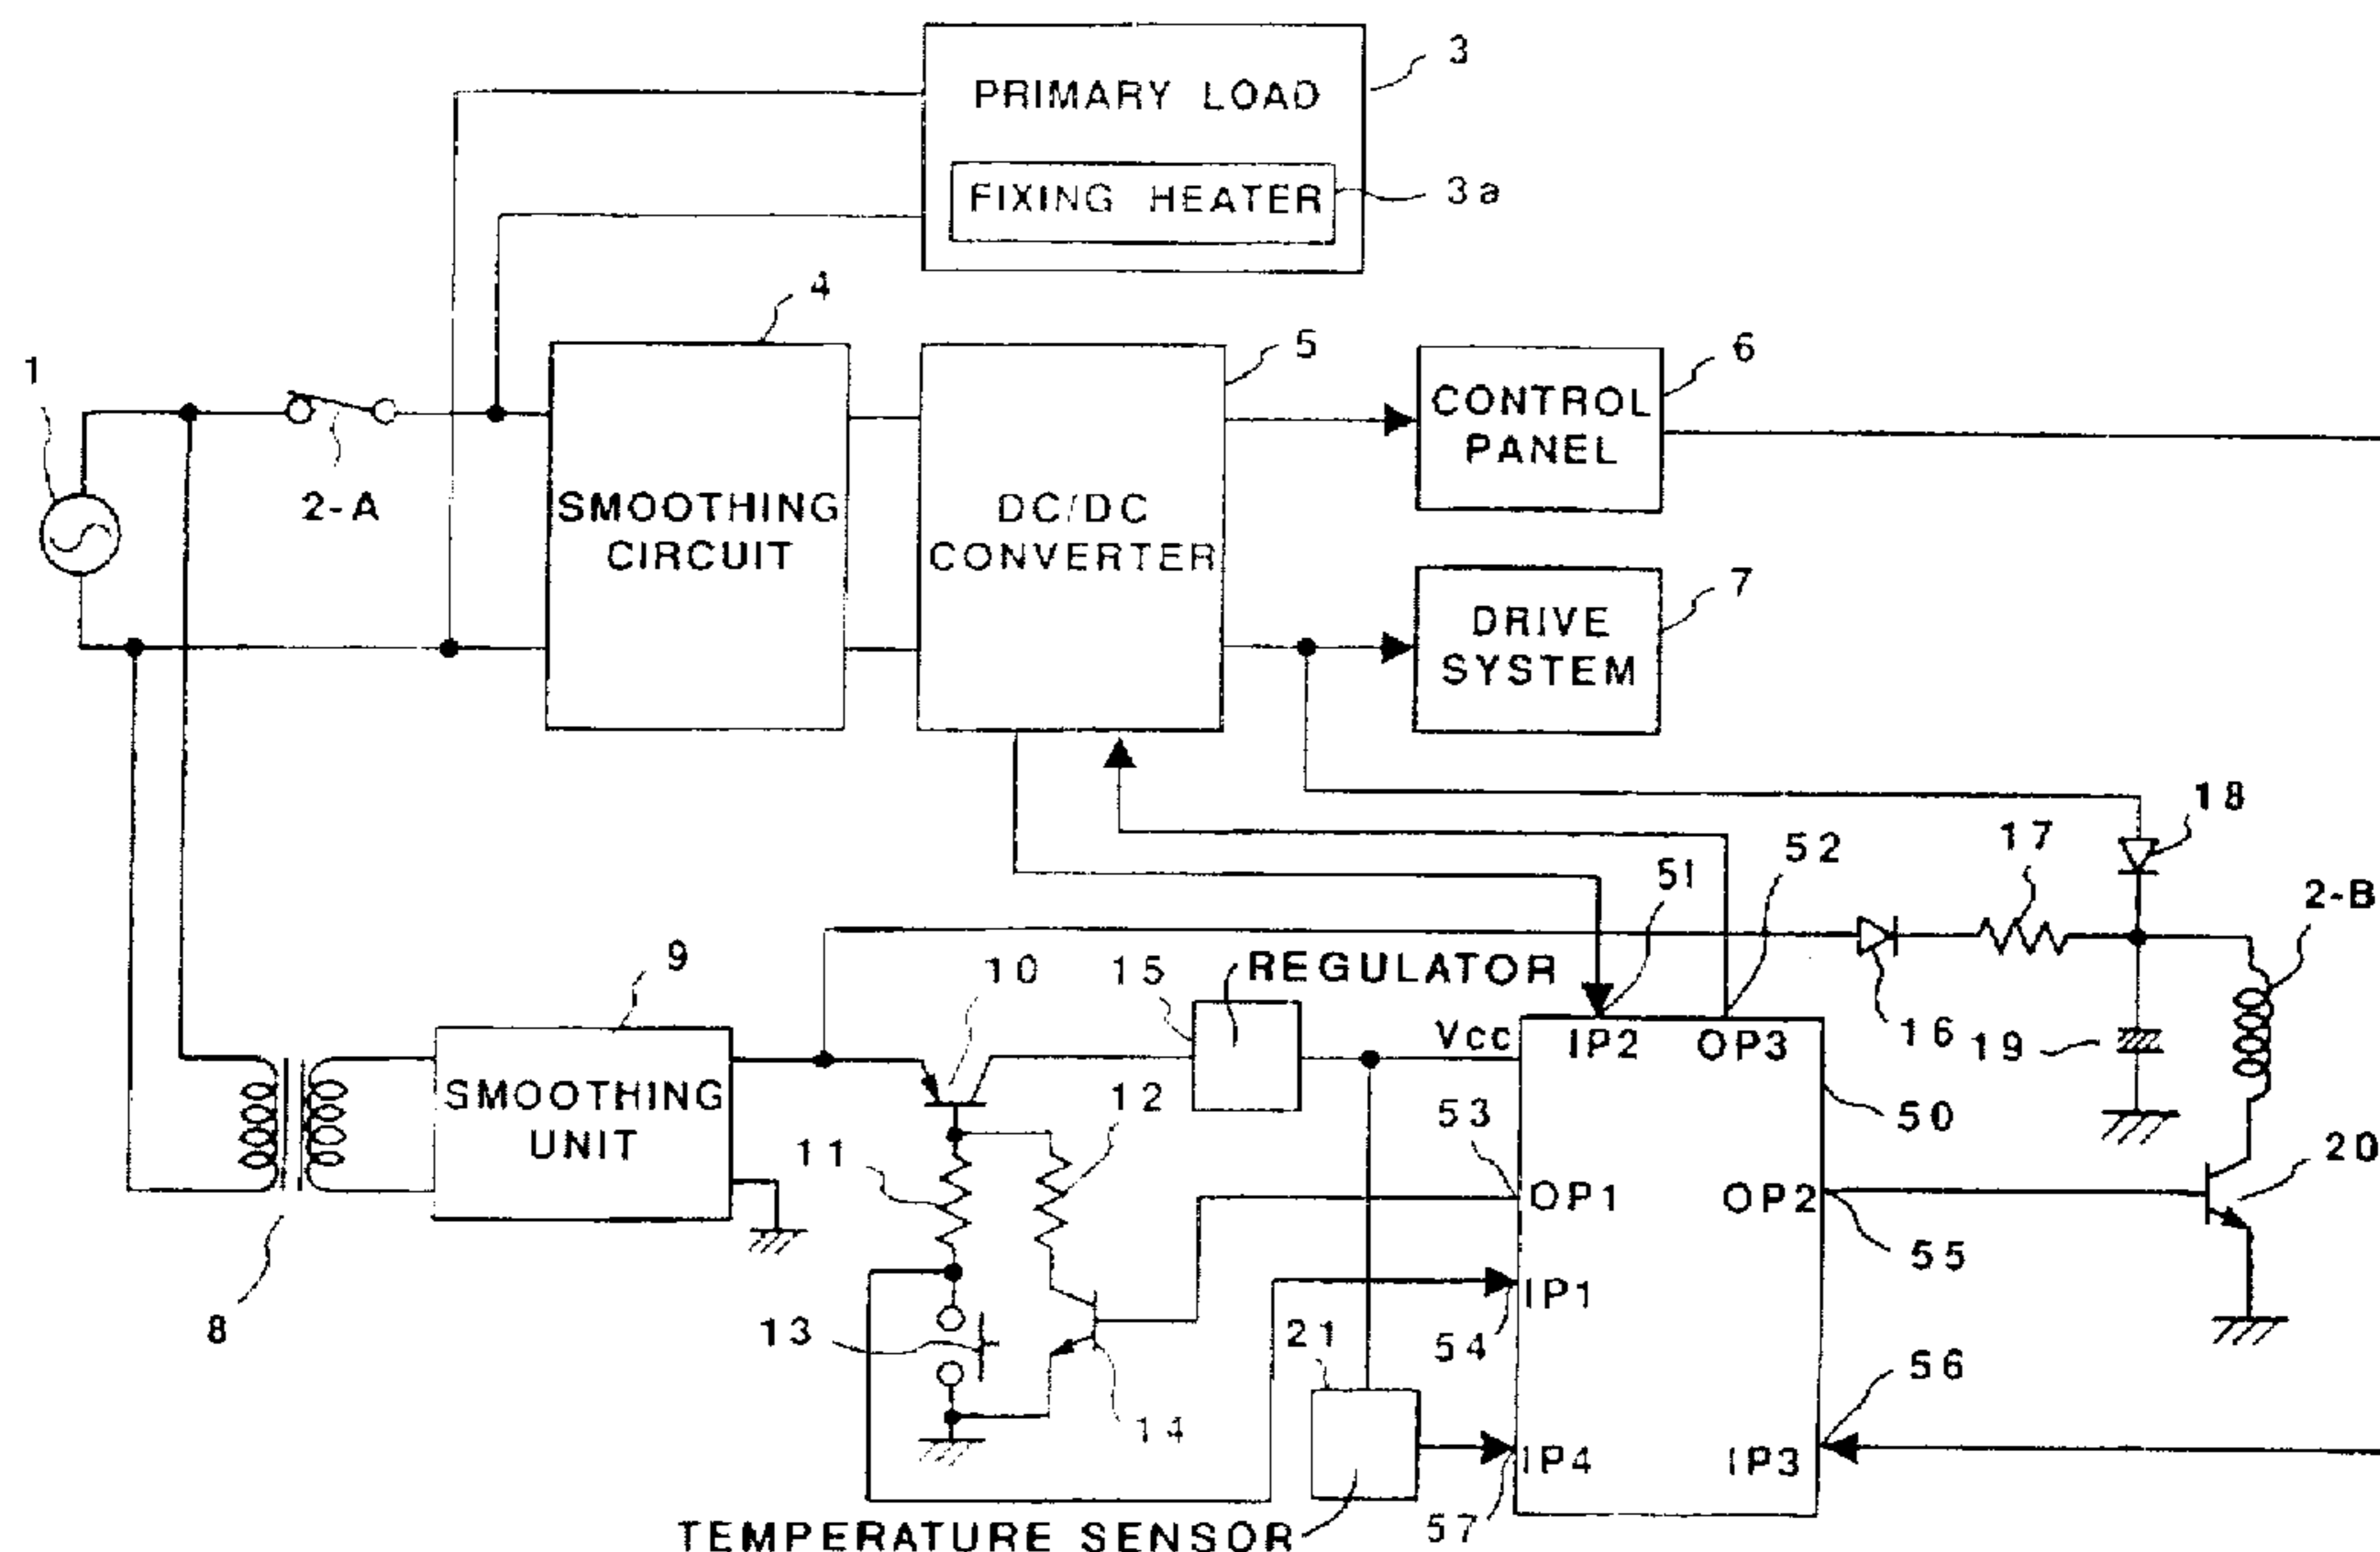 3
PRIMARY LOAD
FIXING HEATER
3a
4
5
6
1
CONTROL
PANEL
2-A
SMOOTHING
CIRCUIT
DC/DC
CONVERTER
7
DRIVE
SYSTEM
18
17
52
51
2-B
9
10
15
REGULATOR
Vcc
IP2
OP3
16
19
SMOOTHING
UNIT
12
53
50
11
OP1
OP2
20
55
8
13
IP1
54
21
14
56
IP4
IP3
57
TEMPERATURE SENSOR